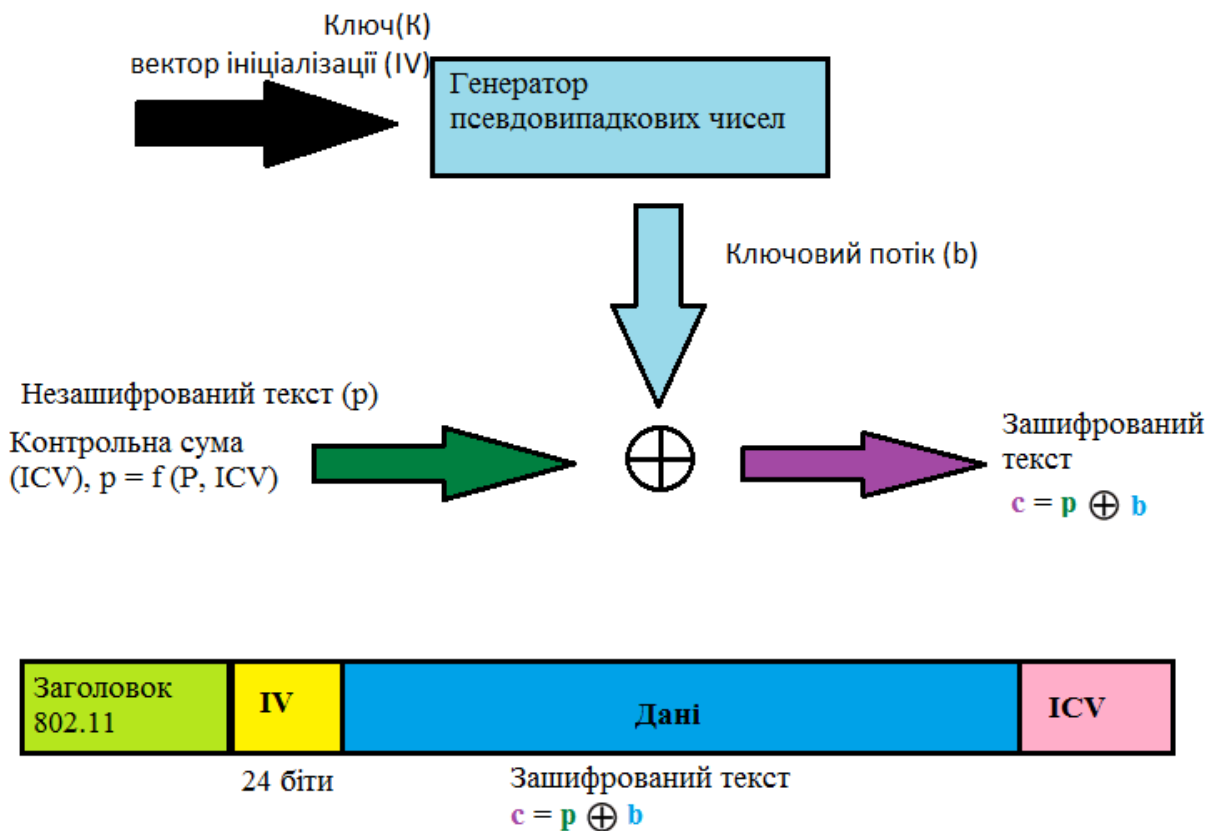 Ключ(К)
вектор ініціалізації (IV)
Генератор
псевдовипадкових чисел
Ключовий потік (b)
Незашифрований текст (р)
Контрольна сума
(ICV), p = f (P, ICV)
Зашифрований
текст
c = p ⊕ b
Заголовок
802.11
IV
Дані
ICV
24 біти
Зашифрований текст
c = p ⊕ b